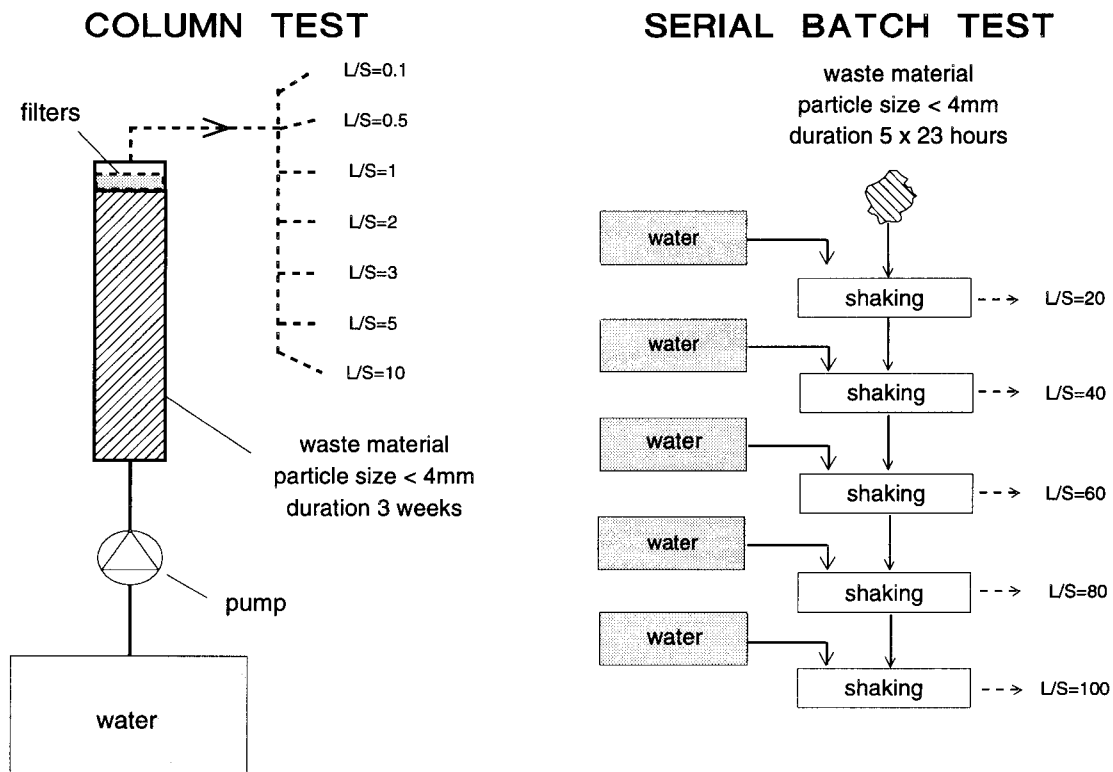 COLUMN TEST
filters
L/S=0.1
L/S=0.5
L/S=1
L/S=2
L/S=3
L/S=5
L/S=10
waste material
particle size < 4mm
duration 3 weeks
pump
water
SERIAL BATCH TEST
waste material
particle size < 4mm
duration 5 x 23 hours
water
shaking
L/S=20
water
shaking
L/S=40
water
shaking
L/S=60
water
shaking
L/S=80
water
shaking
L/S=100